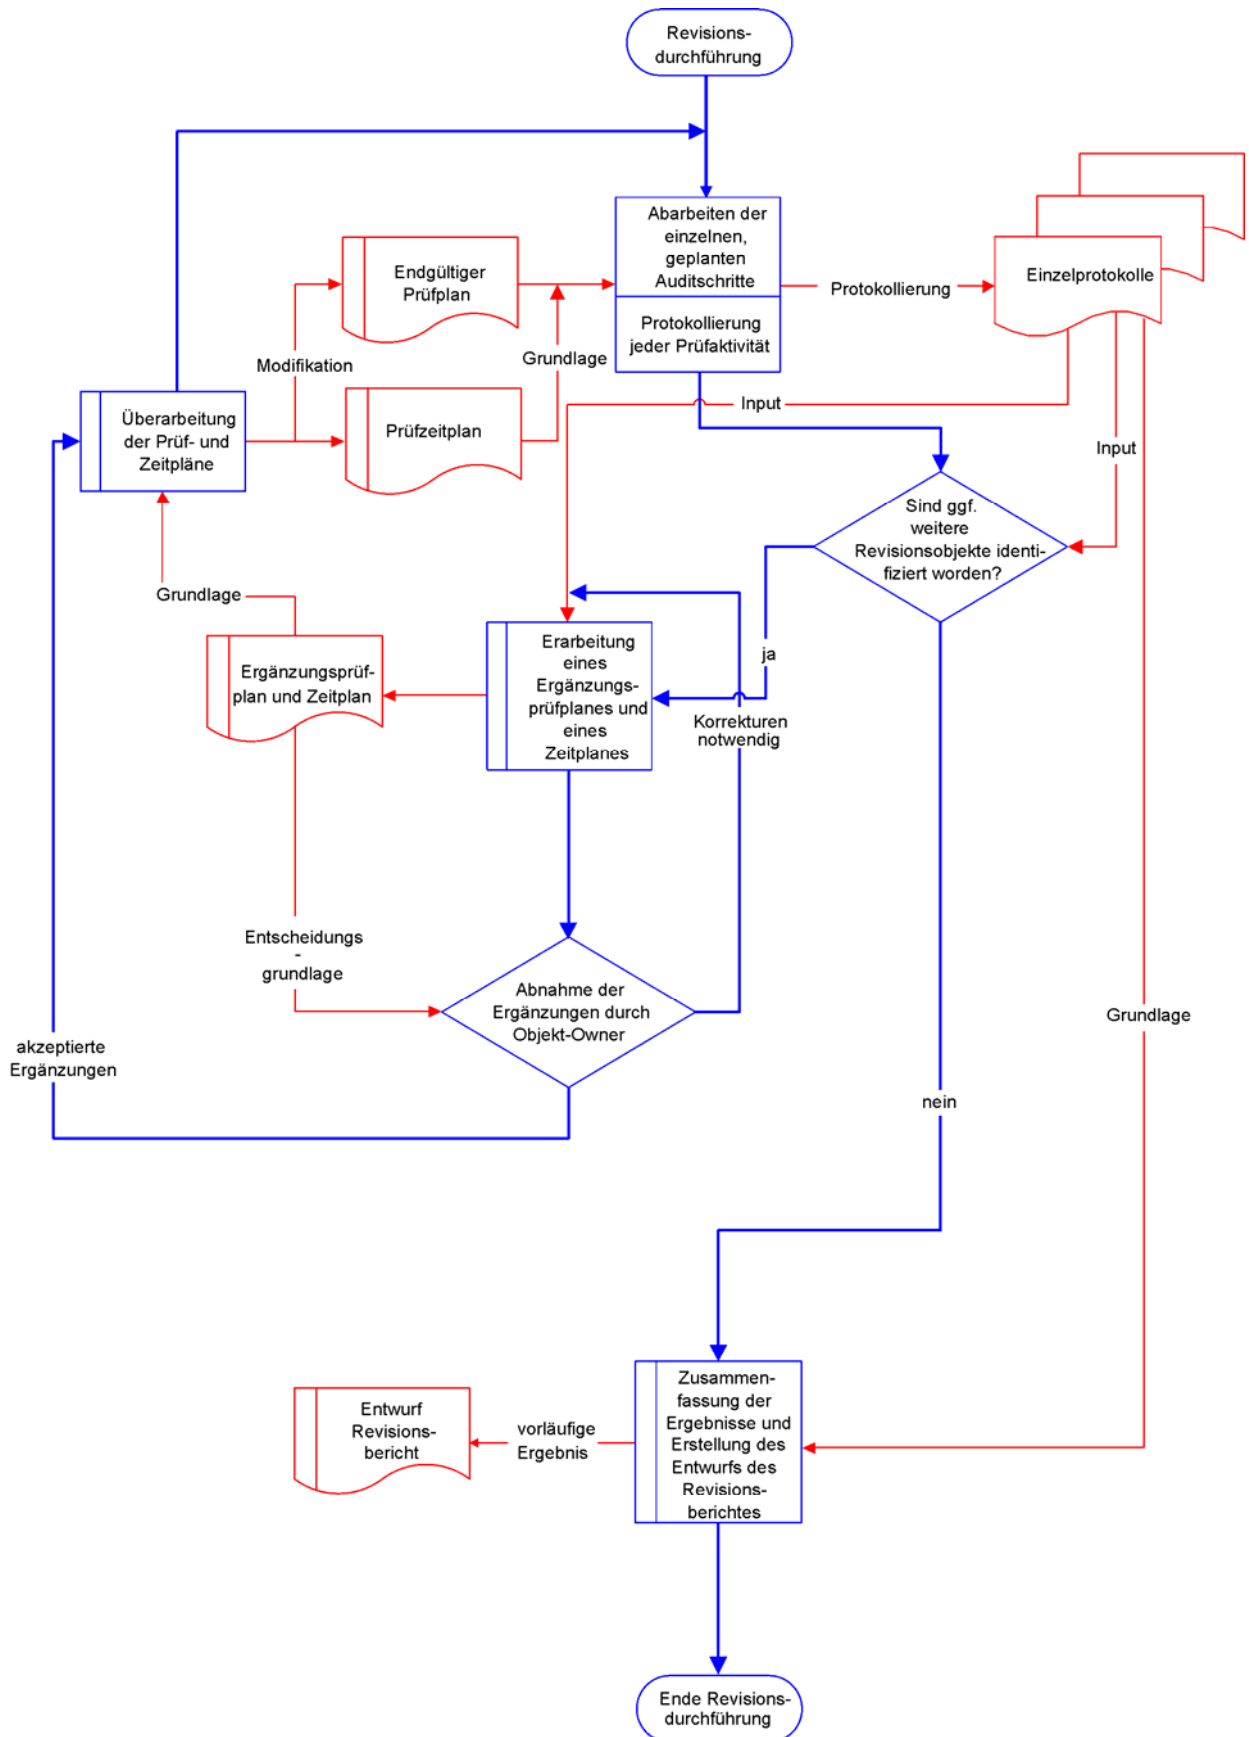 Revisions-
durchführung
Abarbeiten der
einzelnen,
geplanten
Auditschritte
Protokollierung
jeder Prüfaktivität
Endgültiger
Prüfplan
Protokollierung
Einzelprotokolle
Modifikation
Grundlage
Prüfzeitplan
Input
Überarbeitung
der Prüf- und
Zeitpläne
Input
Sind ggf.
weitere
Revisionsobjekte identi-
fiziert worden?
Grundlage
Ergänzungsprüf-
plan und Zeitplan
Erarbeitung
eines
Ergänzungs-
prüfplanes und
eines
Zeitplanes
ja
Korrekturen
notwendig
Entscheidungs
-
grundlage
Abnahme der
Ergänzungen durch
Objekt-Owner
akzeptierte
Ergänzungen
Grundlage
nein
Entwurf
Revisions-
bericht
vorläufige
Ergebnis
Zusammen-
fassung der
Ergebnisse und
Erstellung des
Entwurfs des
Revisions-
berichtes
Ende Revisions-
durchführung